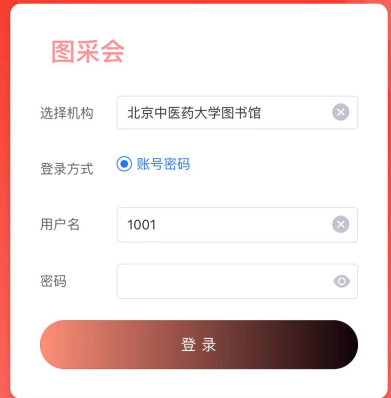 图采会
选择机构 北京中医药大学图书馆
登录方式 账号密码
用户名 1001
密码
登录